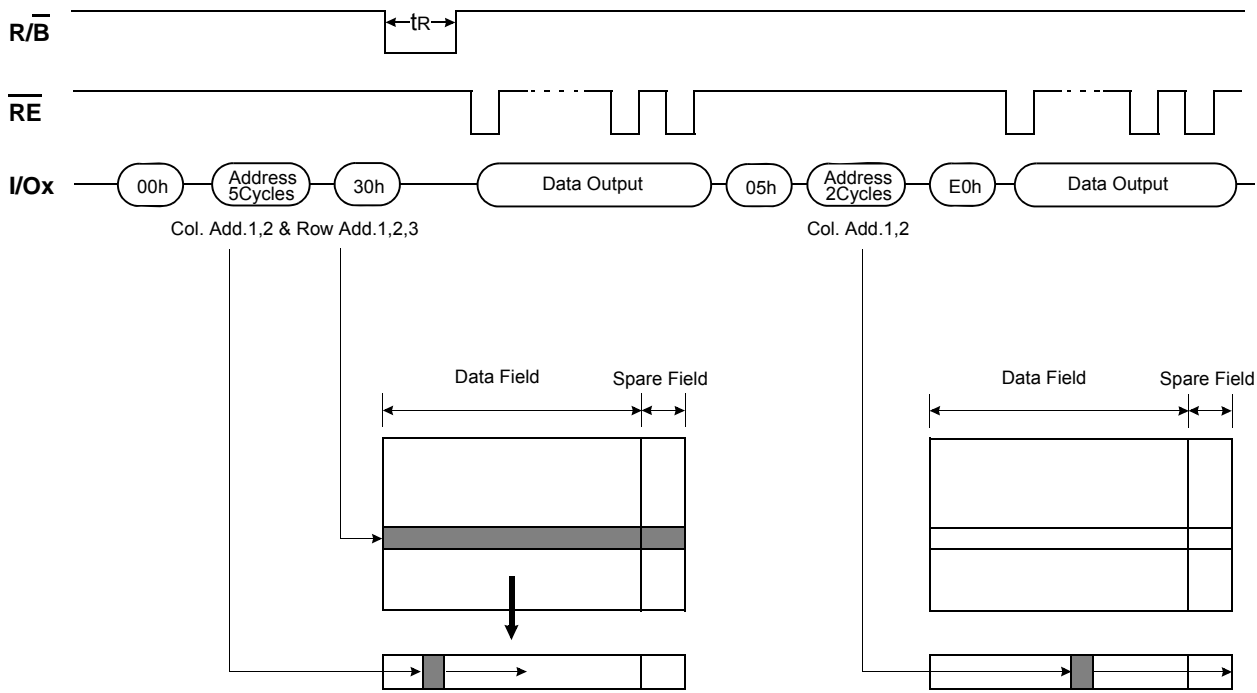 R/B̅
tR
R̅E̅
I/Ox
00h
Address
5Cycles
30h
Data Output
05h
Address
2Cycles
E0h
Data Output
Col. Add.1,2 & Row Add.1,2,3
Col. Add.1,2
Data Field
Spare Field
Data Field
Spare Field